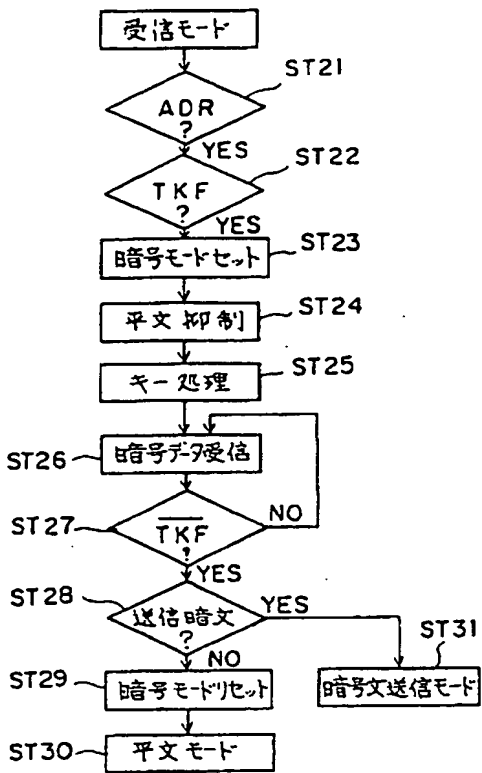 受信モード
ST21
ADR
?
YES
ST22
TKF
?
YES
ST23
暗号モードセット
ST24
平文抑制
ST25
キー処理
ST26
暗号データ受信
ST27
T̅K̅F̅
?
NO
YES
ST28
送信暗文
?
YES
ST31
NO
ST29
暗号モードリセット
暗号文送信モード
ST30
平文モード